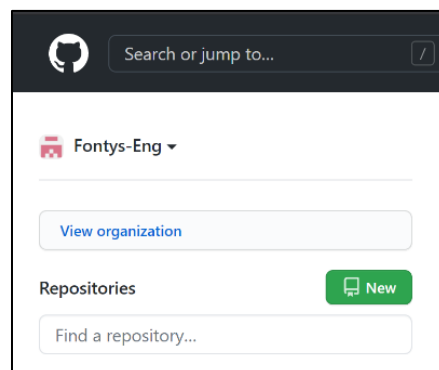 Search or jump to... /
Fontys-Eng
View organization
Repositories New
Find a repository...